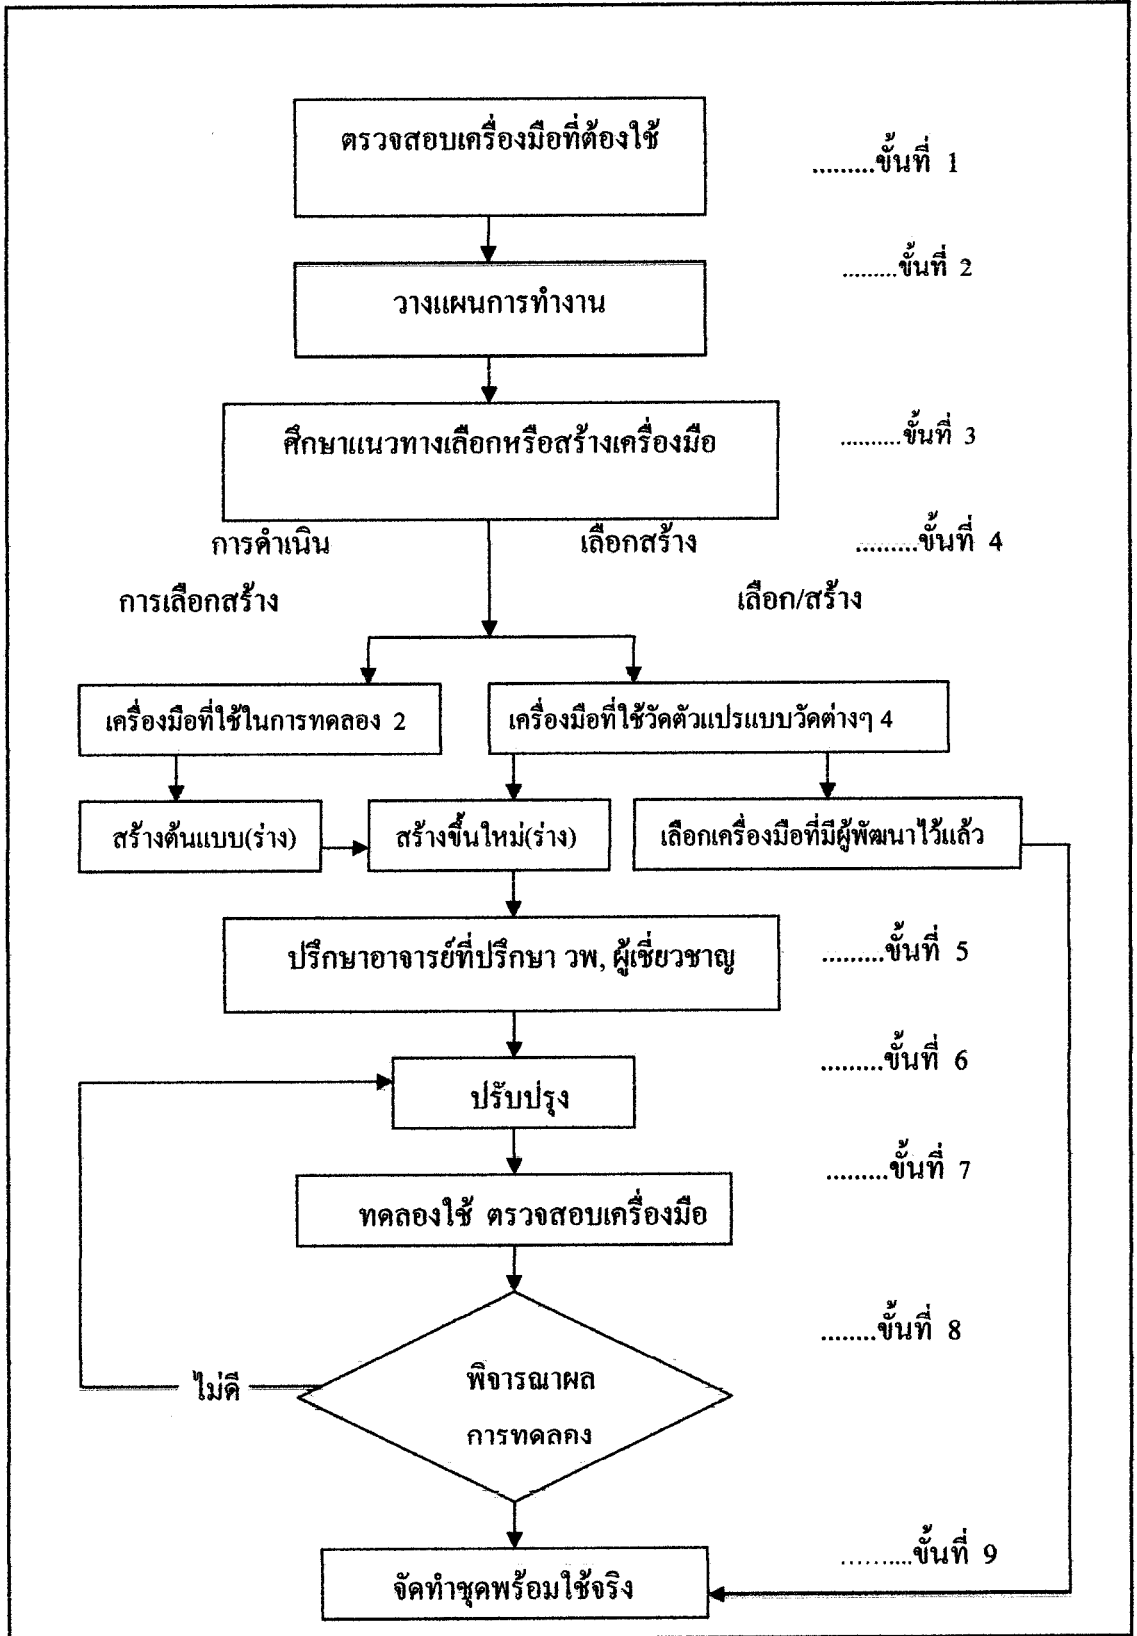 ตรวจสอบเครื่องมือที่ต้องใช้
.........ขั้นที่ 1
.........ขั้นที่ 2
วางแผนการทำงาน
ศึกษาแนวทางเลือกหรือสร้างเครื่องมือ
..........ขั้นที่ 3
การดำเนิน
เลือกสร้าง
.........ขั้นที่ 4
การเลือกสร้าง
เลือก/สร้าง
เครื่องมือที่ใช้ในการทดลอง 2
เครื่องมือที่ใช้วัดตัวแปรแบบวัดต่างๆ 4
สร้างต้นแบบ(ร่าง)
สร้างขึ้นใหม่(ร่าง)
เลือกเครื่องมือที่มีผู้พัฒนาไว้แล้ว
ปรึกษาอาจารย์ที่ปรึกษา วพ, ผู้เชี่ยวชาญ
.........ขั้นที่ 5
.........ขั้นที่ 6
ปรับปรุง
.........ขั้นที่ 7
ทดลองใช้ ตรวจสอบเครื่องมือ
........ขั้นที่ 8
ไม่ดี
พิจารณาผล
การทดลคง
..........ขั้นที่ 9
จัดทำชุดพร้อมใช้จริง